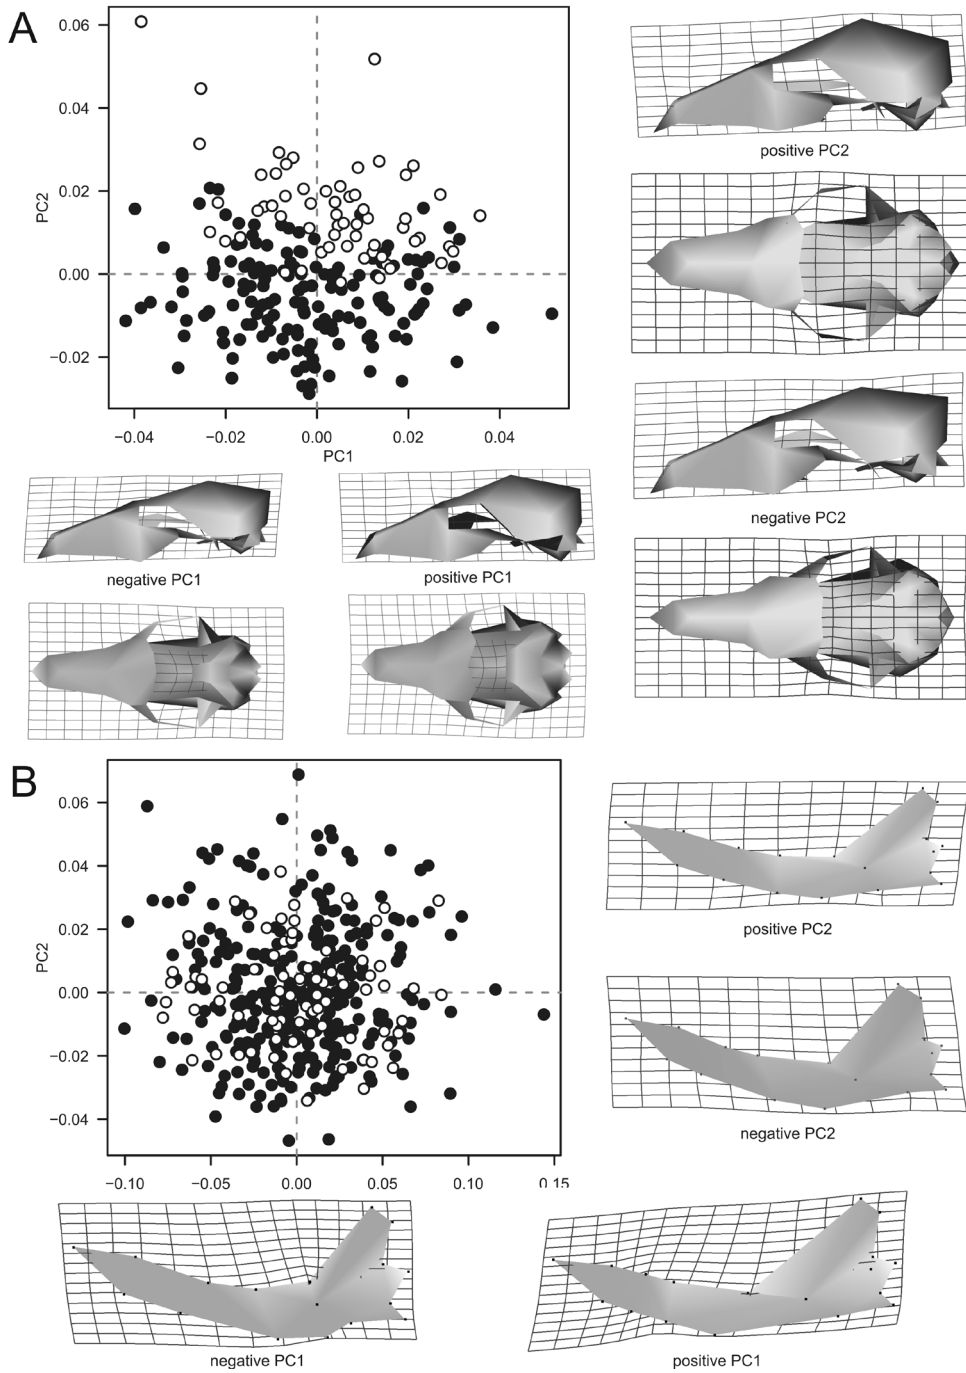 A
PC2
0.06
0.04
0.02
0.00
−0.02
−0.04
−0.02
0.00
0.02
0.04
PC1
positive PC2
negative PC2
negative PC1
positive PC1
B
PC2
0.06
0.04
0.02
0.00
−0.02
−0.04
−0.10
−0.05
0.00
0.05
0.10
0.15
positive PC2
negative PC2
negative PC1
positive PC1